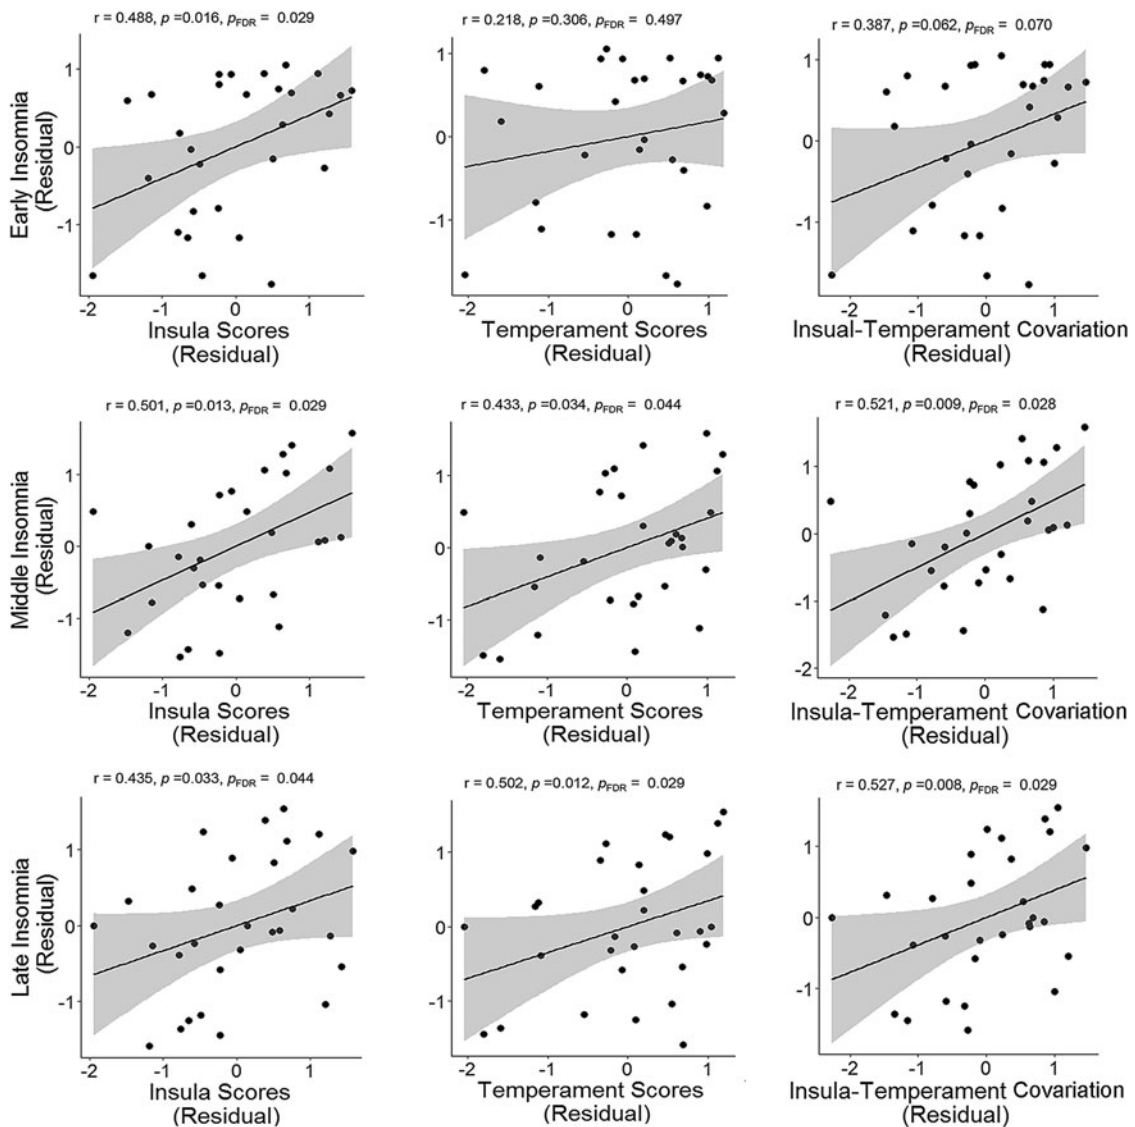 r = 0.488, p =0.016, pFDR = 0.029
r = 0.218, p =0.306, pFDR = 0.497
r = 0.387, p =0.062, pFDR = 0.070
Early Insomnia
(Residual)
1
0
-1
1
0
-1
1
0
-1
-2 -1 0 1
-2 -1 0 1
-2 -1 0 1
Insula Scores
(Residual)
Temperament Scores
(Residual)
Insual-Temperament Covariation
(Residual)
r = 0.501, p =0.013, pFDR = 0.029
r = 0.433, p =0.034, pFDR = 0.044
r = 0.521, p =0.009, pFDR = 0.028
Middle Insomnia
(Residual)
1
0
-1
1
0
-1
1
0
-1
-2
-2 -1 0 1
-2 -1 0 1
-2 -1 0 1
Insula Scores
(Residual)
Temperament Scores
(Residual)
Insula-Temperament Covariation
(Residual)
r = 0.435, p =0.033, pFDR = 0.044
r = 0.502, p =0.012, pFDR = 0.029
r = 0.527, p =0.008, pFDR = 0.029
Late Insomnia
(Residual)
1
0
-1
1
0
-1
1
0
-1
-2 -1 0 1
-2 -1 0 1
-2 -1 0 1
Insula Scores
(Residual)
Temperament Scores
(Residual)
Insula-Temperament Covariation
(Residual)